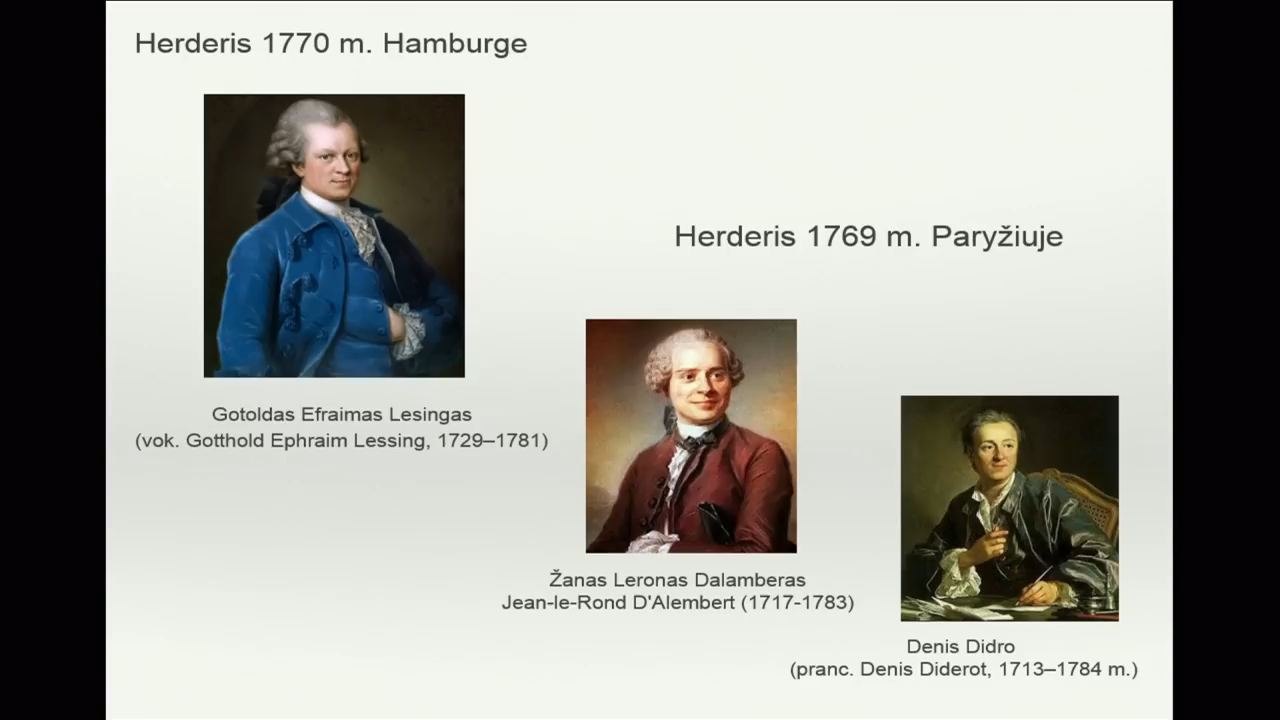 Herderis 1770 m. Hamburge
Herderis 1769 m. Paryžiuje
Gotoldas Efraimas Lesingas
(vok. Gotthold Ephraim Lessing, 1729–1781)
Žanas Leronas Dalamberas
Jean-le-Rond D'Alembert (1717-1783)
Denis Didro
(pranc. Denis Diderot, 1713–1784 m.)